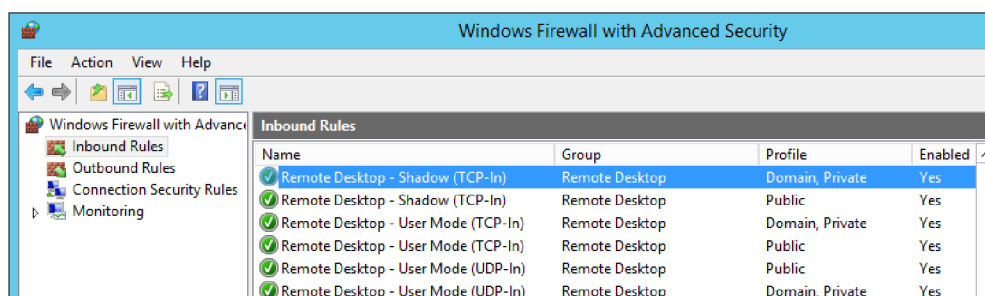 Windows Firewall with Advanced Security
File Action View Help
Windows Firewall with Advance
Inbound Rules
Outbound Rules
Connection Security Rules
Monitoring
Inbound Rules
Name Group Profile Enabled
Remote Desktop - Shadow (TCP-In) Remote Desktop Domain, Private Yes
Remote Desktop - Shadow (TCP-In) Remote Desktop Public Yes
Remote Desktop - User Mode (TCP-In) Remote Desktop Domain, Private Yes
Remote Desktop - User Mode (TCP-In) Remote Desktop Public Yes
Remote Desktop - User Mode (UDP-In) Remote Desktop Public Yes
Remote Desktop - User Mode (UDP-In) Remote Desktop Domain, Private Yes